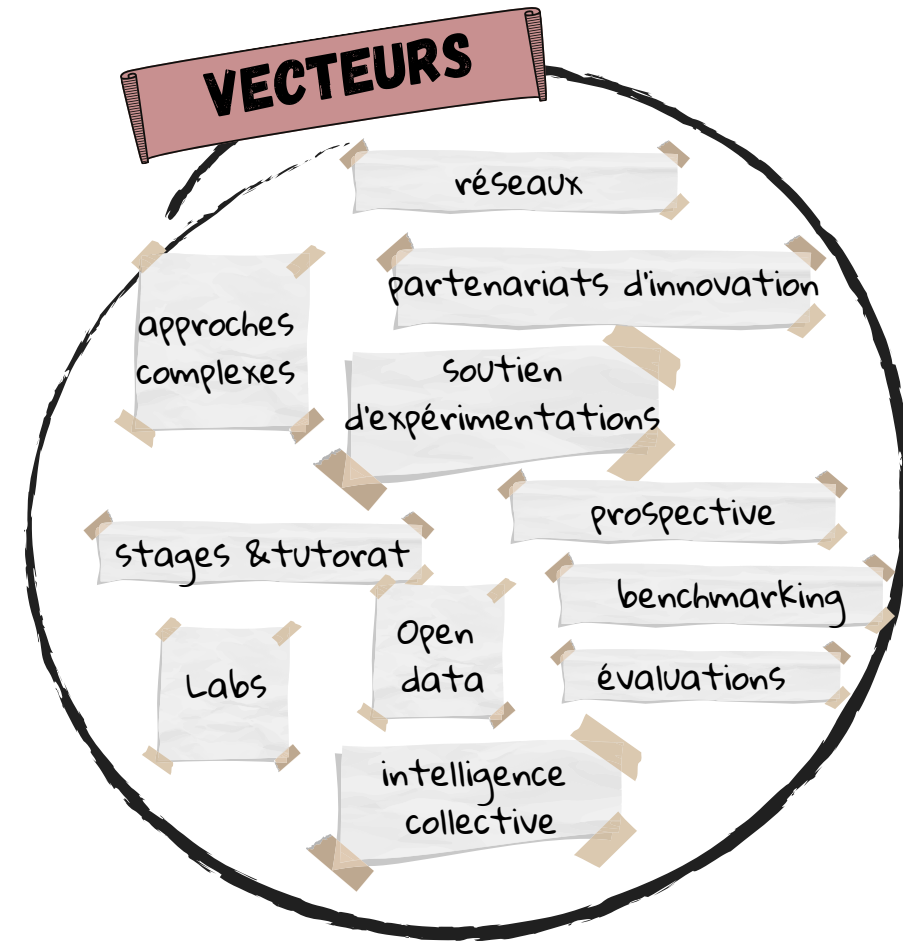 VECTEURS
réseaux
partenariats d'innovation
approches
complexes
soutien
d'expérimentations
prospective
stages &tutorat
benchmarking
Open
data
évaluations
Labs
intelligence
collective